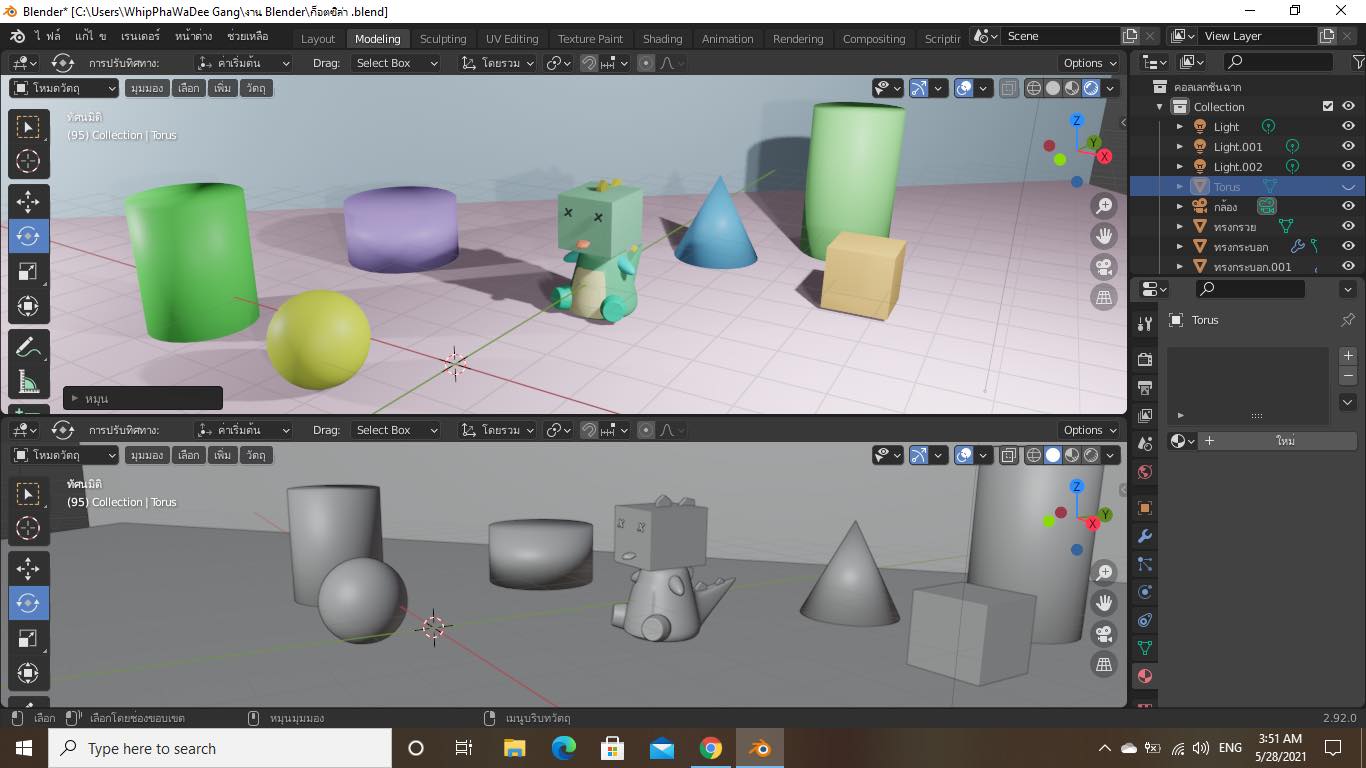 Blender* [C:\Users\WhipPhaWaDee Gang\งาน Blender\ก็อตซิล่า .blend]
ไฟล์ แก้ไข เรนเดอร์ หน้าต่าง ช่วยเหลือ Layout Modeling Sculpting UV Editing Texture Paint Shading Animation Rendering Compositing Scriptin Scene View Layer
การปรับทิศทาง: ค่าเริ่มต้น Drag: Select Box โดยรวม Options
โหมดวัตถุ มุมมอง เลือก เพิ่ม วัตถุ
ทัศนมิติ
(95) Collection | Torus
Z
Y
X
หมุน
คอลเลกชันฉาก
Collection
Light
Light.001
Light.002
Torus
กล้อง
ทรงกรวย
ทรงกระบอก
ทรงกระบอก.001
Torus
ใหม่
การปรับทิศทาง: ค่าเริ่มต้น Drag: Select Box โดยรวม Options
โหมดวัตถุ มุมมอง เลือก เพิ่ม วัตถุ
ทัศนมิติ
(95) Collection | Torus
Z
Y
X
เลือก เลือกโดยช่องขอบเขต หมุนมุมมอง เมนูบริบทวัตถุ 2.92.0
Type here to search
ENG
3:51 AM
5/28/2021